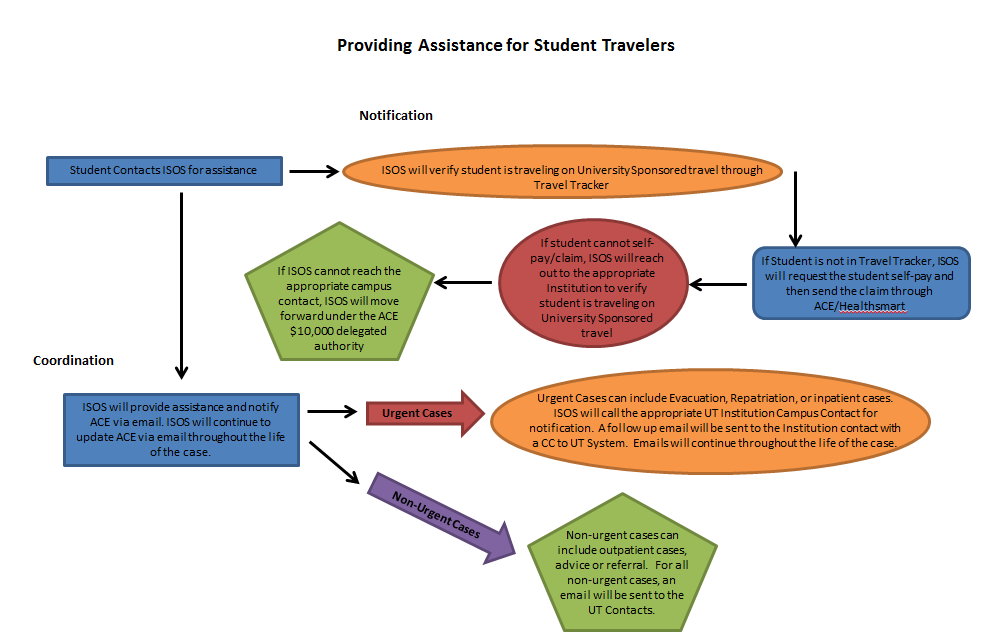 Providing Assistance for Student Travelers
Notification
Student Contacts ISOS for assistance
ISOS will verify student is traveling on University Sponsored travel through
Travel Tracker
If Student is not in Travel Tracker, ISOS
will request the student self-pay and
then send the claim through
ACE/Healthsmart
If student cannot self-
pay/claim, ISOS will reach
out to the appropriate
Institution to verify
student is traveling on
University Sponsored
travel
If ISOS cannot reach the
appropriate campus
contact, ISOS will move
forward under the ACE
$10,000 delegated
authority
Coordination
ISOS will provide assistance and notify
ACE via email. ISOS will continue to
update ACE via email throughout the life
of the case.
Urgent Cases
Urgent Cases can include Evacuation, Repatriation, or inpatient cases.
ISOS will call the appropriate UT Institution Campus Contact for
notification. A follow up email will be sent to the Institution contact with
a CC to UT System. Emails will continue throughout the life of the case.
Non-Urgent Cases
Non-urgent cases can
include outpatient cases,
advice or referral. For all
non-urgent cases, an
email will be sent to the
UT Contacts.